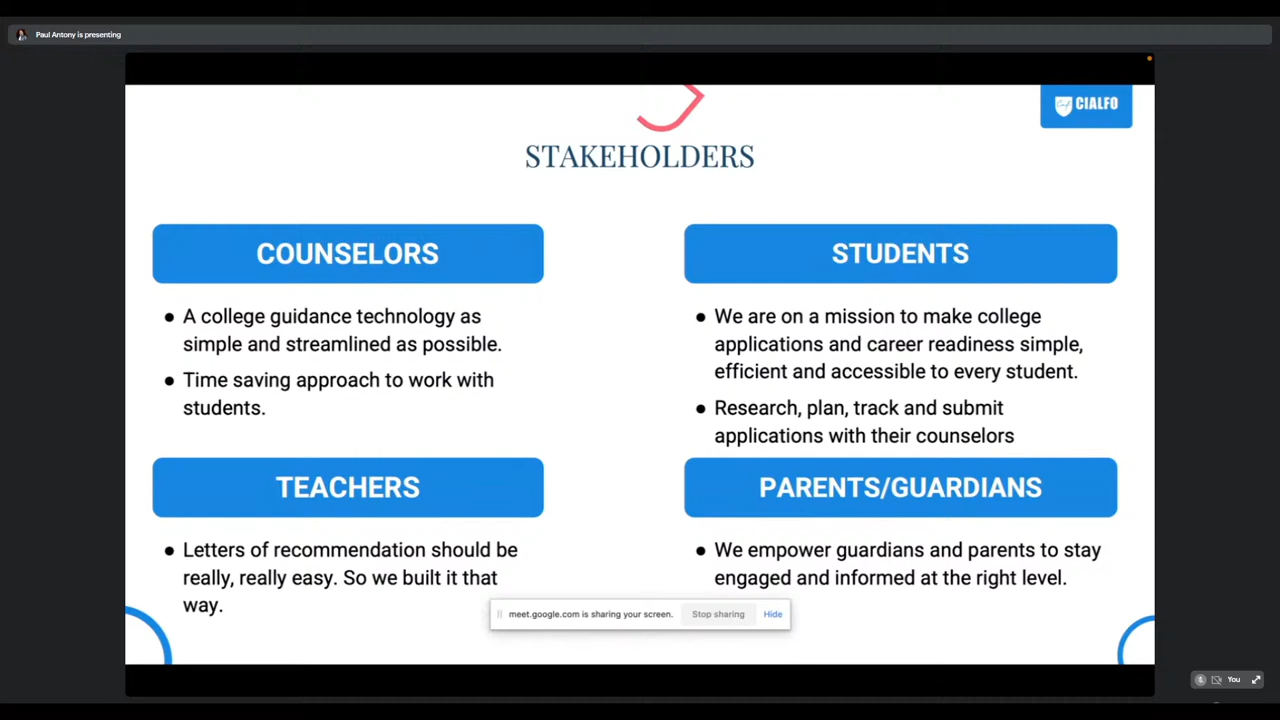 Paul Antony is presenting
CIALFO
STAKEHOLDERS
COUNSELORS
A college guidance technology as
simple and streamlined as possible.
Time saving approach to work with
students.
STUDENTS
We are on a mission to make college
applications and career readiness simple,
efficient and accessible to every student.
Research, plan, track and submit
applications with their counselors
TEACHERS
Letters of recommendation should be
really, really easy. So we built it that
way.
PARENTS/GUARDIANS
We empower guardians and parents to stay
engaged and informed at the right level.
meet.google.com is sharing your screen. Stop sharing Hide
You